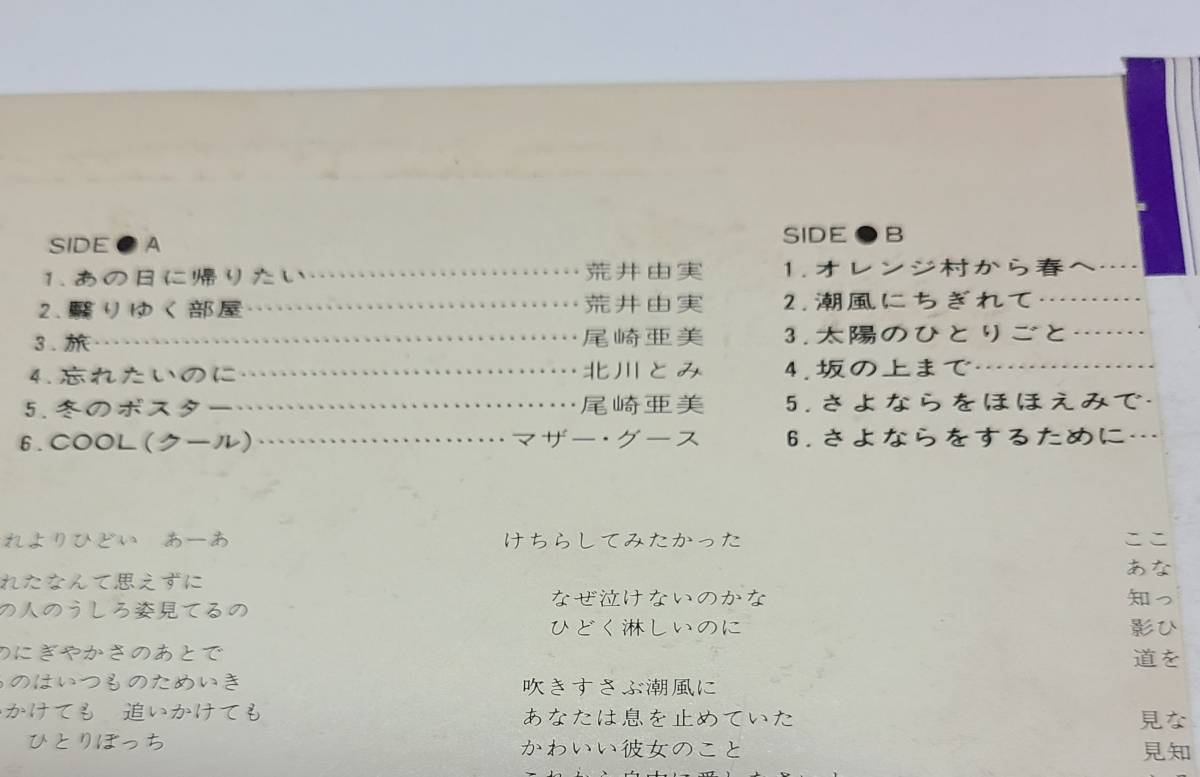 SIDE●A
1.あの日に帰りたい…………………………荒井由実
2.翳りゆく部屋………………………………荒井由実
3.旅……………………………………………尾崎亜美
4.忘れたいのに………………………………北川とみ
5.冬のポスター………………………………尾崎亜美
6.COOL(クール)………………………マザー・グース
SIDE●B
1.オレンジ村から春へ‥‥
2.潮風にちぎれて…………
3.太陽のひとりごと………
4.坂の上まで………………
5.さよならをほほえみで‥
6.さよならをするために…
れよりひどい あーあ
れたなんて思えずに
の人のうしろ姿見てるの
のにぎやかさのあとで
るのはいつものためいき
いかけても 追いかけても
ひとりぼっち
けちらしてみたかった
なぜ泣けないのかな
ひどく淋しいのに
吹きすさぶ潮風に
あなたは息を止めていた
かわいい彼女のこと
ここ
あな
知っ
影ひ
道を
見な
見知